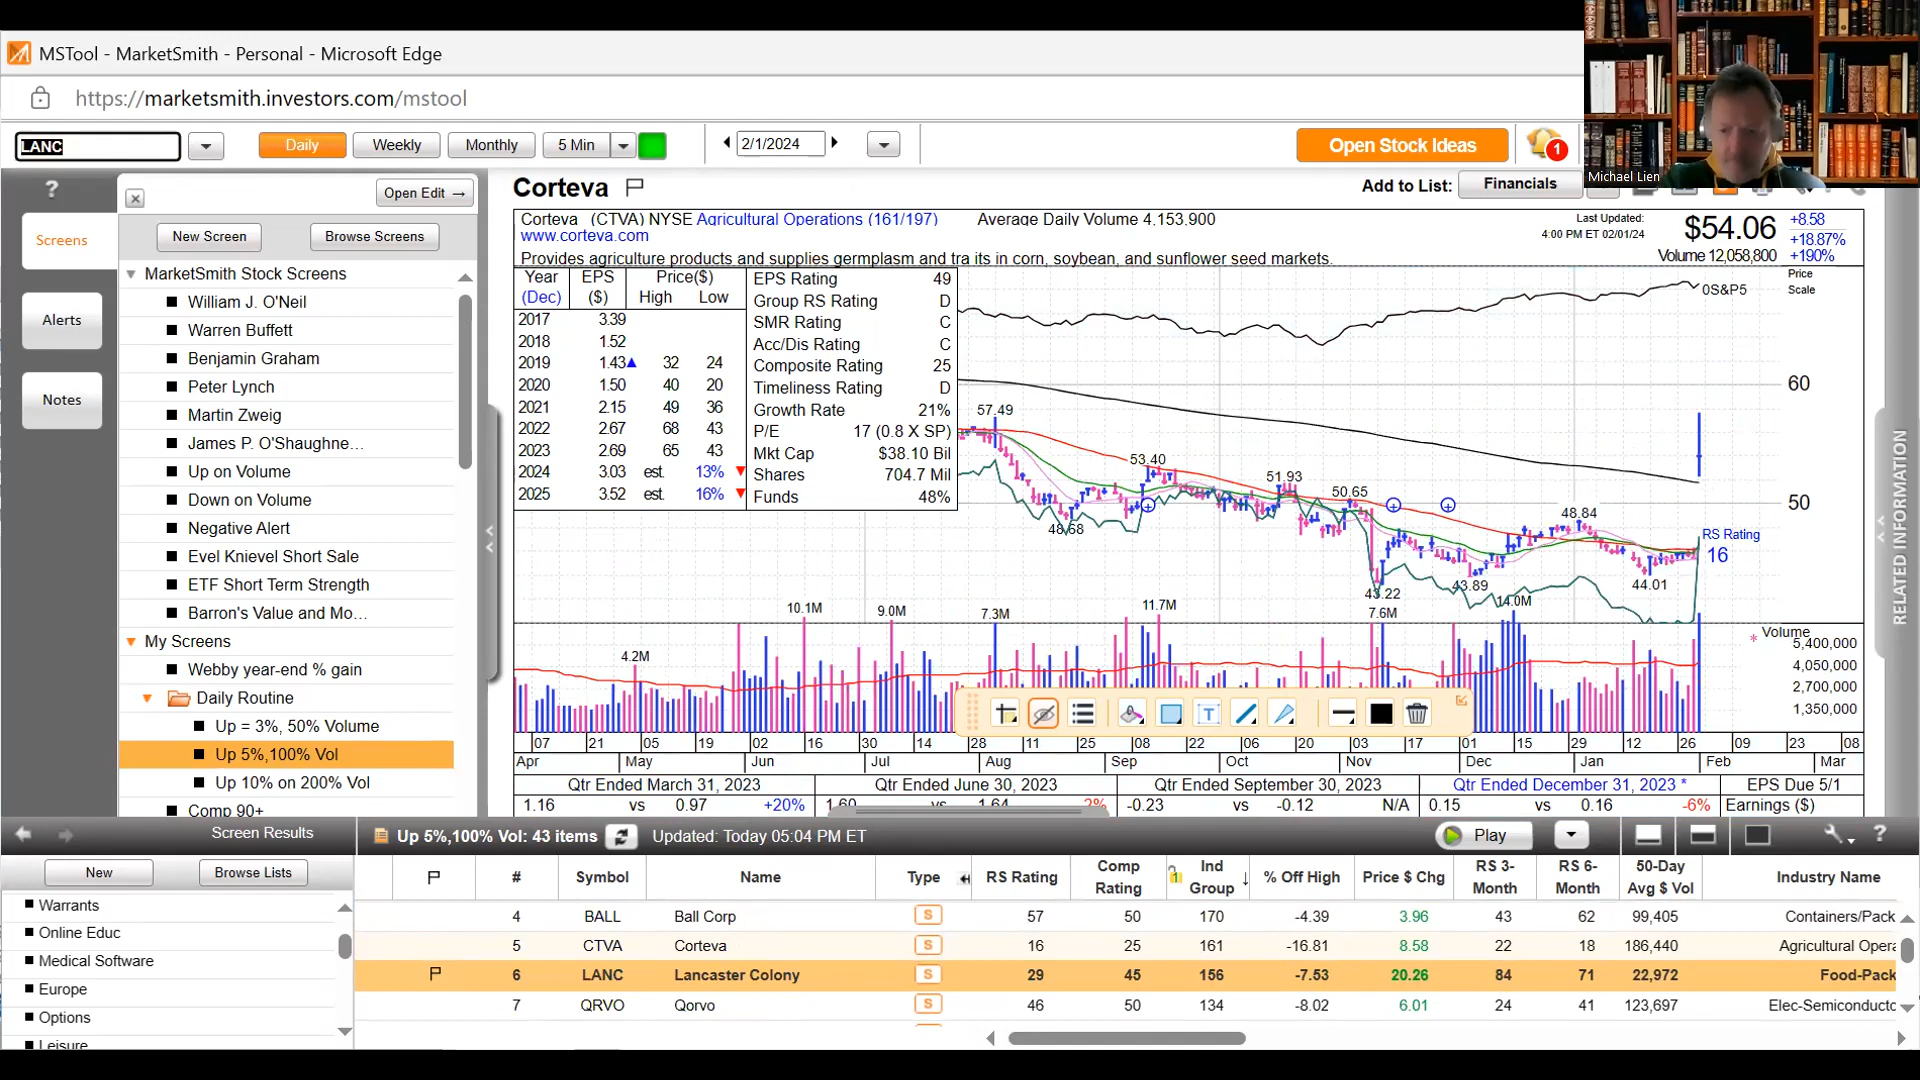 MSTool - MarketSmith - Personal - Microsoft Edge
https://marketsmith.investors.com/mstool
LANC
Daily
Weekly
Monthly
5 Min
2/1/2024
Open Stock Ideas
1
Michael Lien
Open Edit →
Corteva
Add to List:
Financials
?
Screens
Alerts
Notes
New Screen
Browse Screens
MarketSmith Stock Screens
William J. O'Neil
Warren Buffett
Benjamin Graham
Peter Lynch
Martin Zweig
James P. O'Shaughne...
Up on Volume
Down on Volume
Negative Alert
Evel Knievel Short Sale
ETF Short Term Strength
Barron's Value and Mo...
My Screens
Webby year-end % gain
Daily Routine
Up = 3%, 50% Volume
Up 5%,100% Vol
Up 10% on 200% Vol
Comp 90+
Corteva (CTVA) NYSE Agricultural Operations (161/197) Average Daily Volume 4,153,900
www.corteva.com
Provides agriculture products and supplies germplasm and tra its in corn, soybean, and sunflower seed markets.
Last Updated:
4:00 PM ET 02/01/24
$54.06
+8.58
+18.87%
Volume 12,058,800 +190%
Year EPS Price($)
(Dec) ($) High Low
2017 3.39
2018 1.52
2019 1.43 32 24
2020 1.50 40 20
2021 2.15 49 36
2022 2.67 68 43
2023 2.69 65 43
2024 3.03 est. 13%
2025 3.52 est. 16%
EPS Rating 49
Group RS Rating D
SMR Rating C
Acc/Dis Rating C
Composite Rating 25
Timeliness Rating D
Growth Rate 21%
P/E 17 (0.8 X SP)
Mkt Cap $38.10 Bil
Shares 704.7 Mil
Funds 48%
Price
Scale
0S&P5
60
50
57.49
53.40
51.93
50.65
48.84
48.68
43.22
43.89
44.01
RS Rating
16
4.2M
10.1M
9.0M
7.3M
11.7M
7.6M
14.0M
Volume
5,400,000
4,050,000
2,700,000
1,350,000
RELATED INFORMATION
07 21 05 19 02 16 30 14 28 11 25 08 22 06 20 03 17 01 15 29 12 26 09 23 08
Apr May Jun Jul Aug Sep Oct Nov Dec Jan Feb Mar
Qtr Ended March 31, 2023 Qtr Ended June 30, 2023 Qtr Ended September 30, 2023 Qtr Ended December 31, 2023 * EPS Due 5/1
1.16 vs 0.97 +20% 1.60 vs 1.64 -2% -0.23 vs -0.12 N/A 0.15 vs 0.16 -6% Earnings ($)
Screen Results
Up 5%,100% Vol: 43 items
Updated: Today 05:04 PM ET
Play
?
New
Browse Lists
Warrants
Online Educ
Medical Software
Europe
Options
Leisure
# Symbol Name Type RS Rating Comp Rating Ind Group % Off High Price $ Chg RS 3-Month RS 6-Month 50-Day Avg $ Vol Industry Name
4 BALL Ball Corp S 57 50 170 -4.39 3.96 43 62 99,405 Containers/Pack
5 CTVA Corteva S 16 25 161 -16.81 8.58 22 18 186,440 Agricultural Opera
6 LANC Lancaster Colony S 29 45 156 -7.53 20.26 84 71 22,972 Food-Pack
7 QRVO Qorvo S 46 50 134 -8.02 6.01 24 41 123,697 Elec-Semiconducto